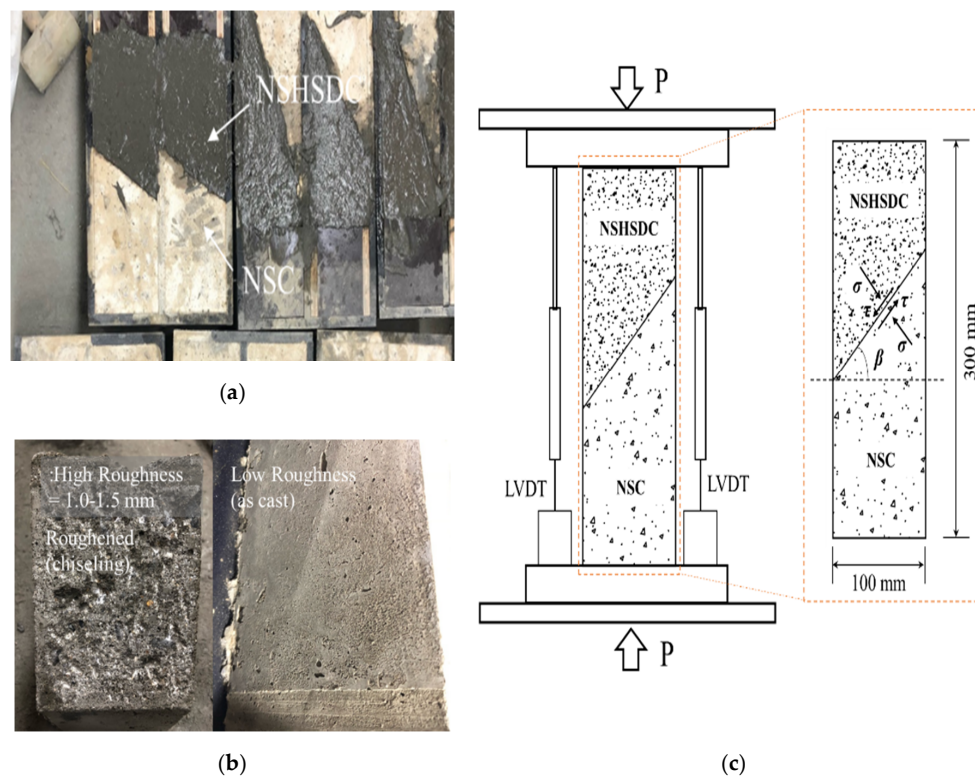 NSHSDC
NSC
(a)
:High Roughness
= 1.0-1.5 mm
Roughened
(chiseling)
Low Roughness
(as cast)
(b)
P
NSHSDC
NSC
LVDT
LVDT
P
NSHSDC
σ
τ
τ
σ
β
NSC
300 mm
100 mm
(c)